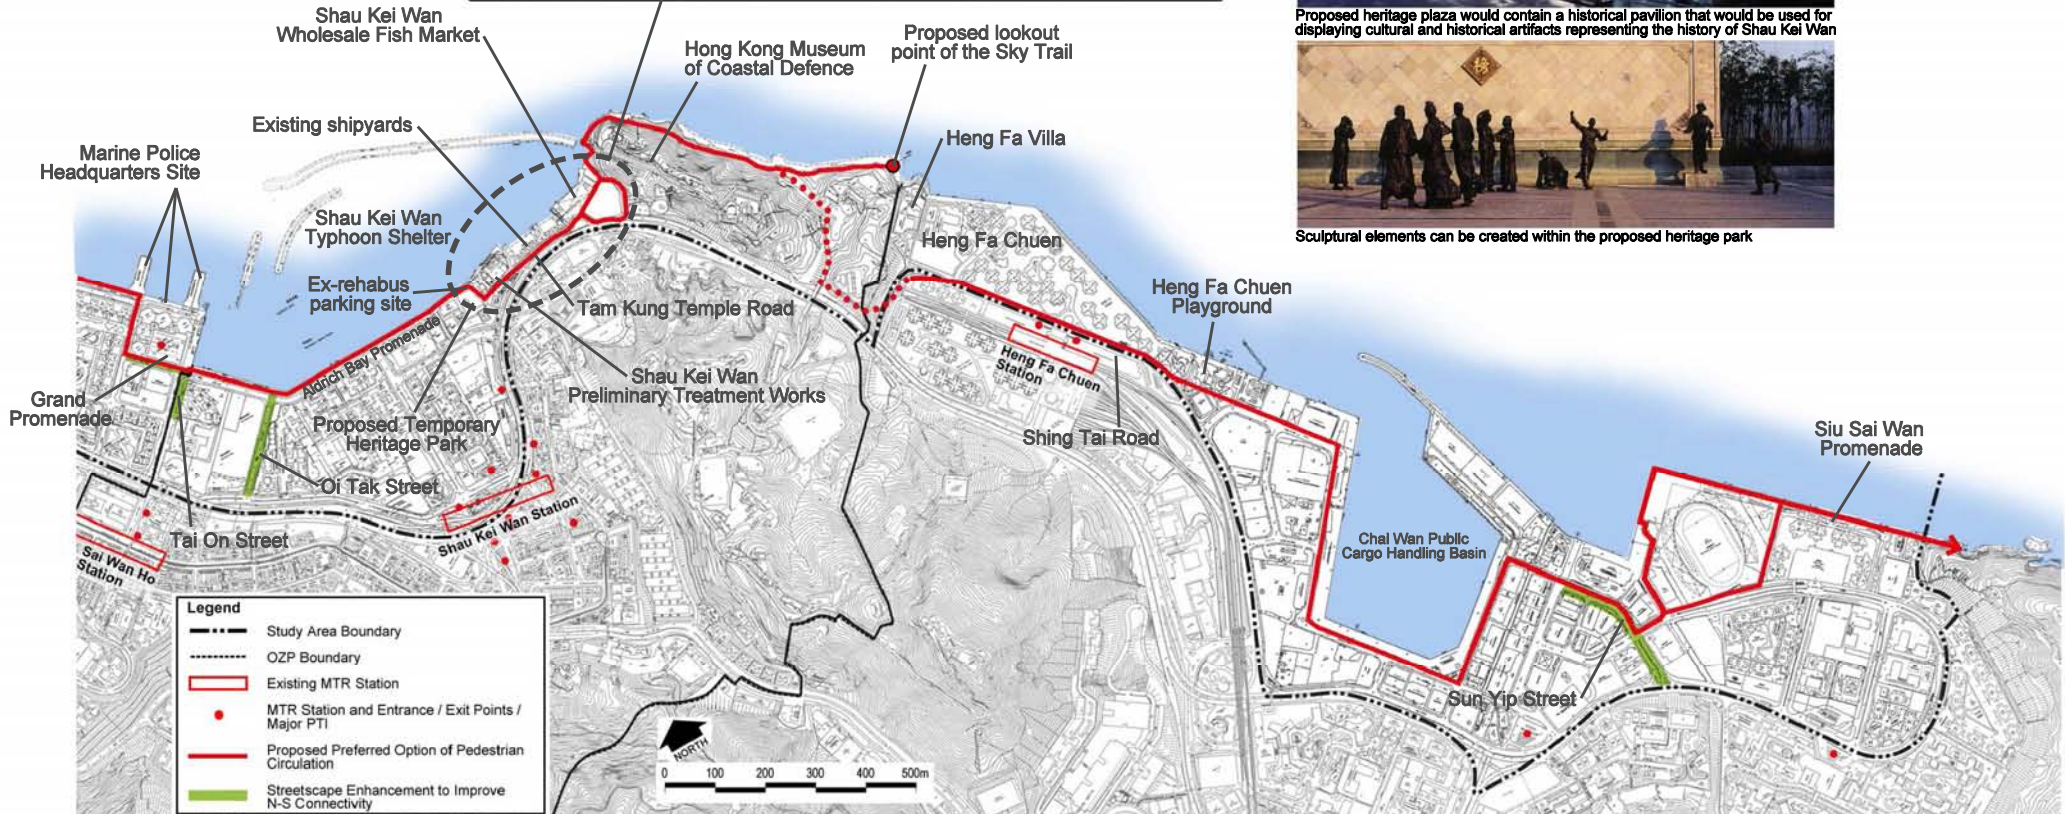 Proposed heritage plaza would contain a historical pavilion that would be used for
displaying cultural and historical artifacts representing the history of Shau Kei Wan
Sculptural elements can be created within the proposed heritage park
Shau Kei Wan
Wholesale Fish Market
Hong Kong Museum
of Coastal Defence
Proposed lookout
point of the Sky Trail
Existing shipyards
Heng Fa Villa
Marine Police
Headquarters Site
Shau Kei Wan
Typhoon Shelter
Heng Fa Chuen
Ex-rehabus
parking site
Tam Kung Temple Road
Heng Fa Chuen
Playground
Aldrich Bay Promenade
Heng Fa Chuen
Station
Shau Kei Wan
Preliminary Treatment Works
Grand
Promenade
Proposed Temporary
Heritage Park
Shing Tai Road
Siu Sai Wan
Promenade
Oi Tak Street
Shau Kei Wan Station
Tai On Street
Sai Wan Ho
Station
Chai Wan Public
Cargo Handling Basin
Sun Yip Street
Legend
Study Area Boundary
OZP Boundary
Existing MTR Station
MTR Station and Entrance / Exit Points /
Major PTI
Proposed Preferred Option of Pedestrian
Circulation
Streetscape Enhancement to Improve
N-S Connectivity
NORTH
0 100 200 300 400 500m